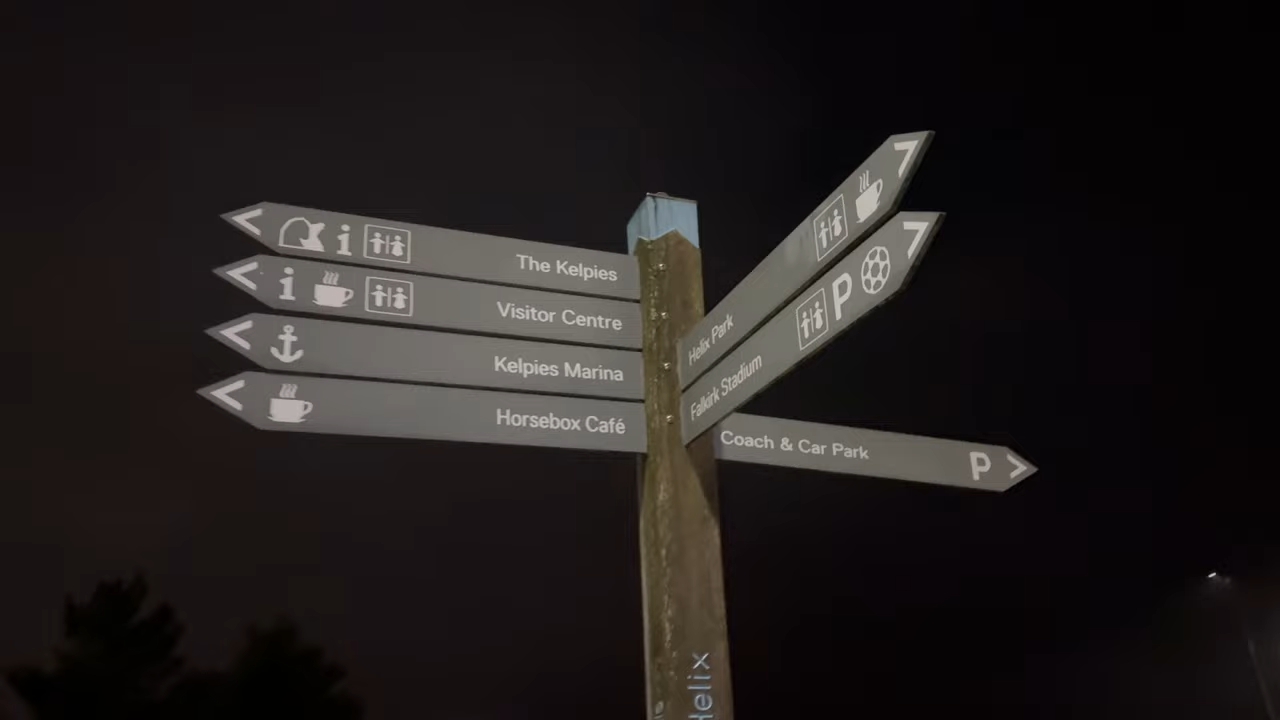 The Kelpies
Visitor Centre
Kelpies Marina
Horsebox Café
Helix Park
Falkirk Stadium
P
Coach & Car Park
P
Helix